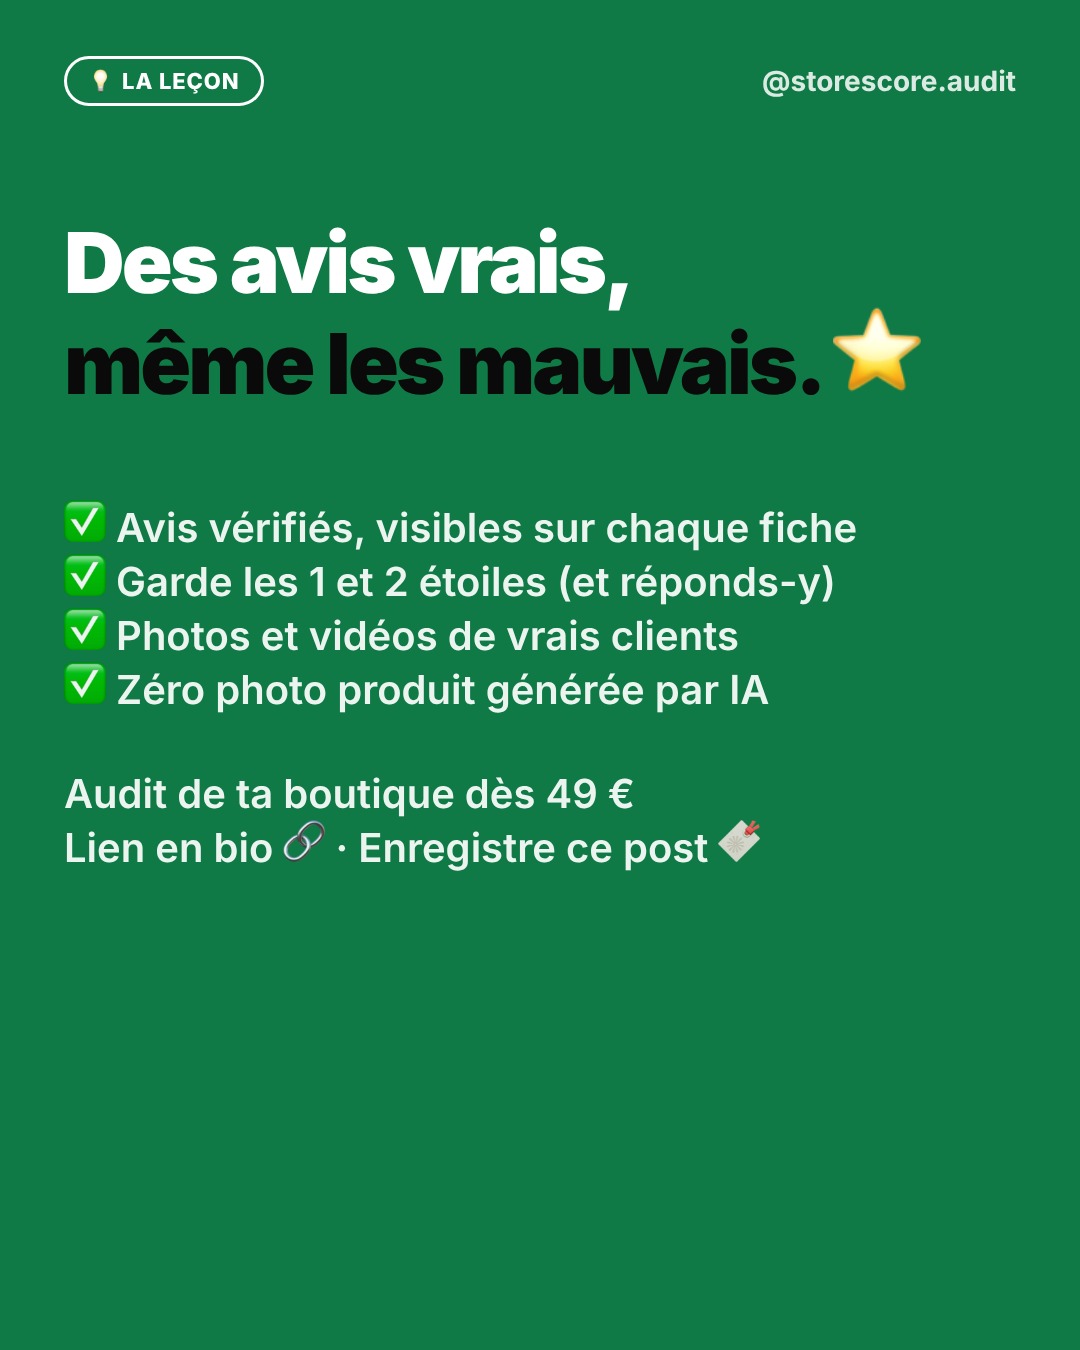 💡 LA LEÇON
@storescore.audit
Des avis vrais,
même les mauvais. ⭐
✅ Avis vérifiés, visibles sur chaque fiche
✅ Garde les 1 et 2 étoiles (et réponds-y)
✅ Photos et vidéos de vrais clients
✅ Zéro photo produit générée par IA
Audit de ta boutique dès 49 €
Lien en bio 🔗 · Enregistre ce post 🔖